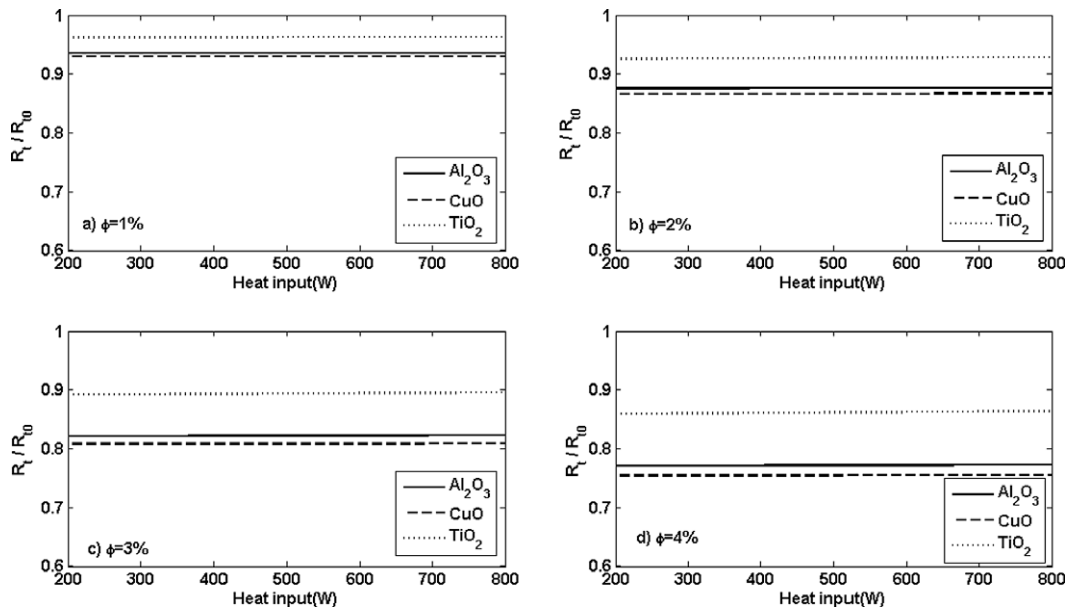 1
0.9
0.8
0.7
0.6
R_t / R_t0
Al₂O₃
CuO
TiO₂
a) ϕ=1%
200 300 400 500 600 700 800
Heat input(W)
1
0.9
0.8
0.7
0.6
R_t / R_t0
Al₂O₃
CuO
TiO₂
b) ϕ=2%
200 300 400 500 600 700 800
Heat input(W)
1
0.9
0.8
0.7
0.6
R_t / R_t0
Al₂O₃
CuO
TiO₂
c) ϕ=3%
200 300 400 500 600 700 800
Heat input(W)
1
0.9
0.8
0.7
0.6
R_t / R_t0
Al₂O₃
CuO
TiO₂
d) ϕ=4%
200 300 400 500 600 700 800
Heat input(W)